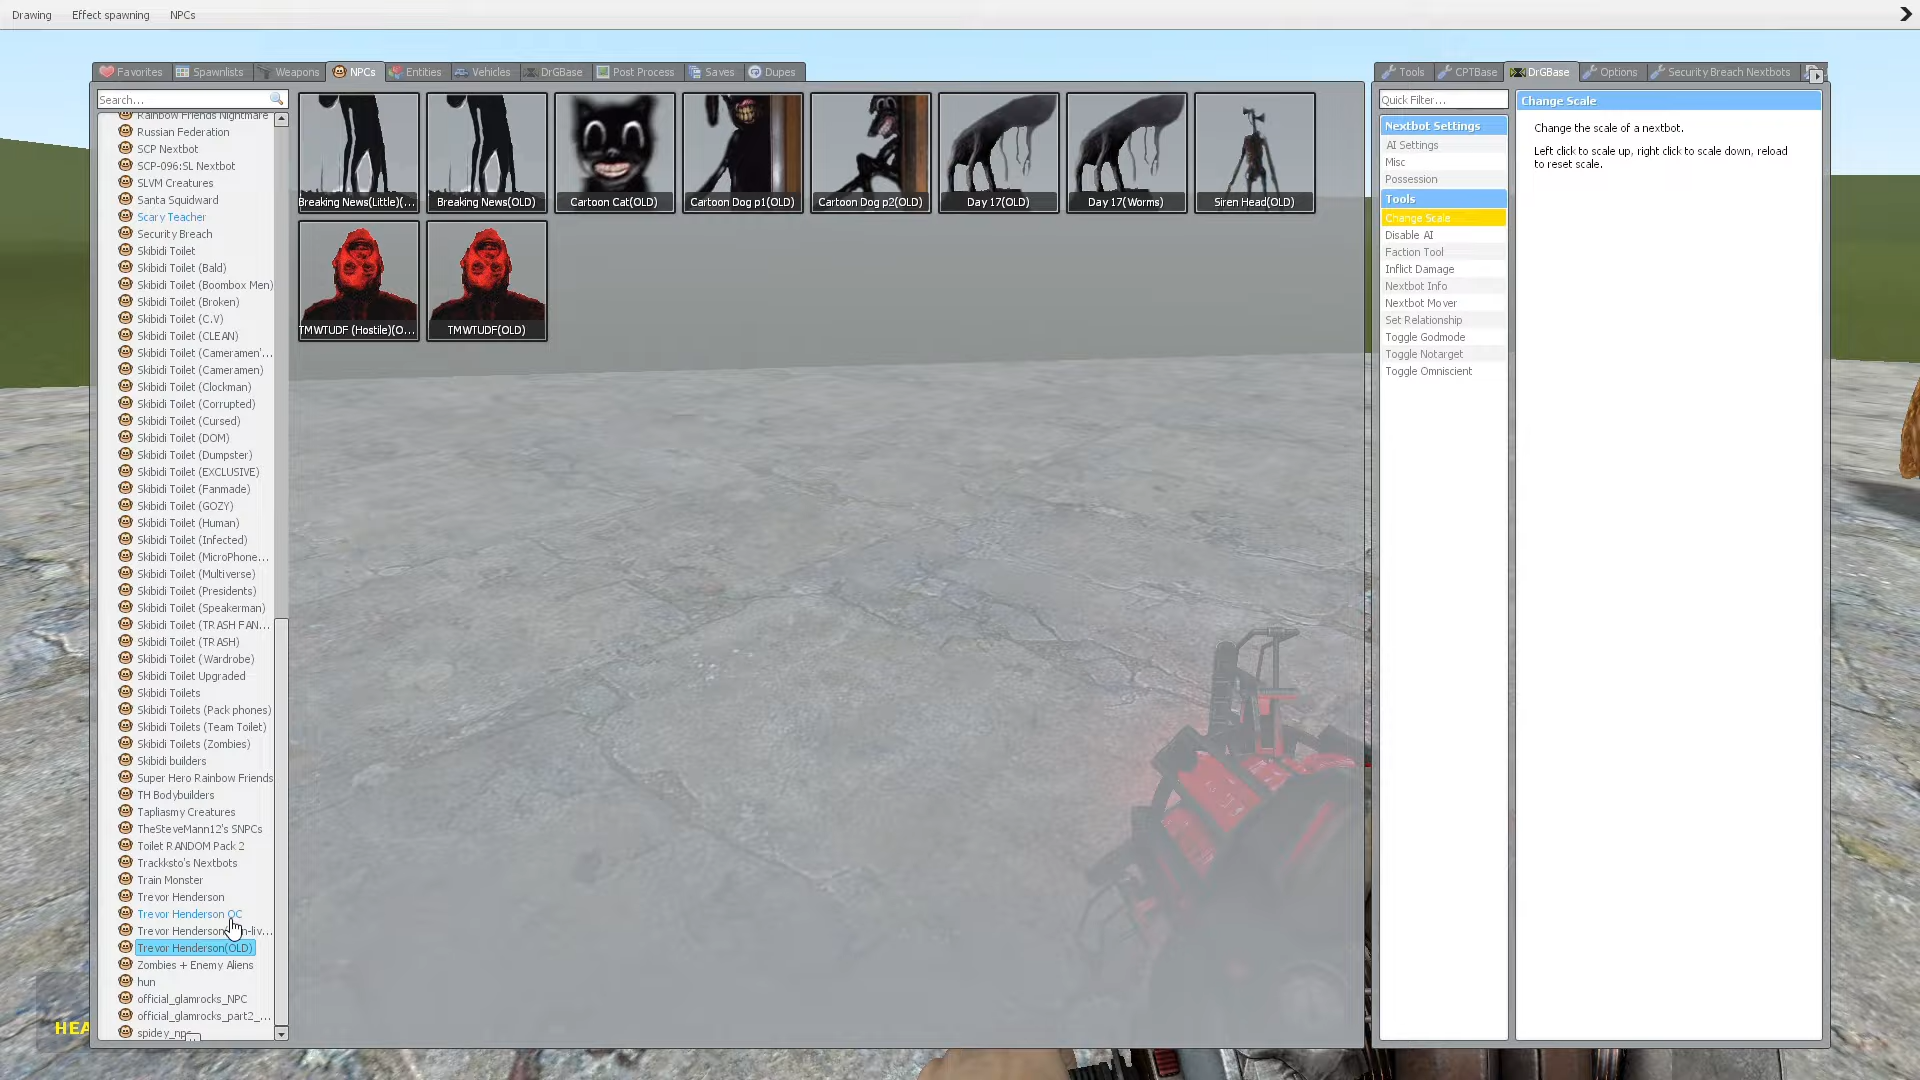 Drawing
Effect spawning
NPCs
Favorites
Spawnlists
Weapons
NPCs
Entities
Vehicles
DrGBase
Post Process
Saves
Dupes
Search...
Rainbow Friends Nightmare
Russian Federation
SCP Nextbot
SCP-096:SL Nextbot
SLVM Creatures
Santa Squidward
Scary Teacher
Security Breach
Skibidi Toilet
Skibidi Toilet (Bald)
Skibidi Toilet (Boombox Men)
Skibidi Toilet (Broken)
Skibidi Toilet (C.V)
Skibidi Toilet (CLEAN)
Skibidi Toilet (Cameramen'...
Skibidi Toilet (Cameramen)
Skibidi Toilet (Clockman)
Skibidi Toilet (Corrupted)
Skibidi Toilet (Cursed)
Skibidi Toilet (DOM)
Skibidi Toilet (Dumpster)
Skibidi Toilet (EXCLUSIVE)
Skibidi Toilet (Fanmade)
Skibidi Toilet (GOZY)
Skibidi Toilet (Human)
Skibidi Toilet (Infected)
Skibidi Toilet (MicroPhone...
Skibidi Toilet (Multiverse)
Skibidi Toilet (Presidents)
Skibidi Toilet (Speakerman)
Skibidi Toilet (TRASH FAN...
Skibidi Toilet (TRASH)
Skibidi Toilet (Wardrobe)
Skibidi Toilet Upgraded
Skibidi Toilets
Skibidi Toilets (Pack phones)
Skibidi Toilets (Team Toilet)
Skibidi Toilets (Zombies)
Skibidi builders
Super Hero Rainbow Friends
TH Bodybuilders
Tapliasmy Creatures
TheSteveMann12's SNPCs
Toilet RANDOM Pack 2
Trackksto's Nextbots
Train Monster
Trevor Henderson
Trevor Henderson OC
Trevor Henderson
Trevor Henderson(OLD)
Zombies + Enemy Aliens
hun
official_glamrocks_NPC
official_glamrocks_part2_...
spidey_npc
Breaking News(Little)(...
Breaking News(OLD)
Cartoon Cat(OLD)
Cartoon Dog p1(OLD)
Cartoon Dog p2(OLD)
Day 17(OLD)
Day 17(Worms)
Siren Head(OLD)
TMWTUDF (Hostile)(O...
TMWTUDF(OLD)
Tools
CPTBase
DrGBase
Options
Security Breach Nextbots
Quick Filter...
Nextbot Settings
AI Settings
Misc
Possession
Tools
Change Scale
Disable AI
Faction Tool
Inflict Damage
Nextbot Info
Nextbot Mover
Set Relationship
Toggle Godmode
Toggle Notarget
Toggle Omniscient
Change Scale
Change the scale of a nextbot.
Left click to scale up, right click to scale down, reload
to reset scale.
HEA